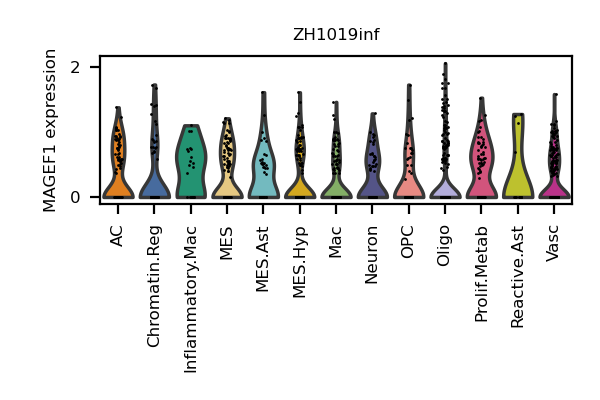 ZH1019inf
MAGEF1 expression
2
0
AC
Chromatin.Reg
Inflammatory.Mac
MES
MES.Ast
MES.Hyp
Mac
Neuron
OPC
Oligo
Prolif.Metab
Reactive.Ast
Vasc